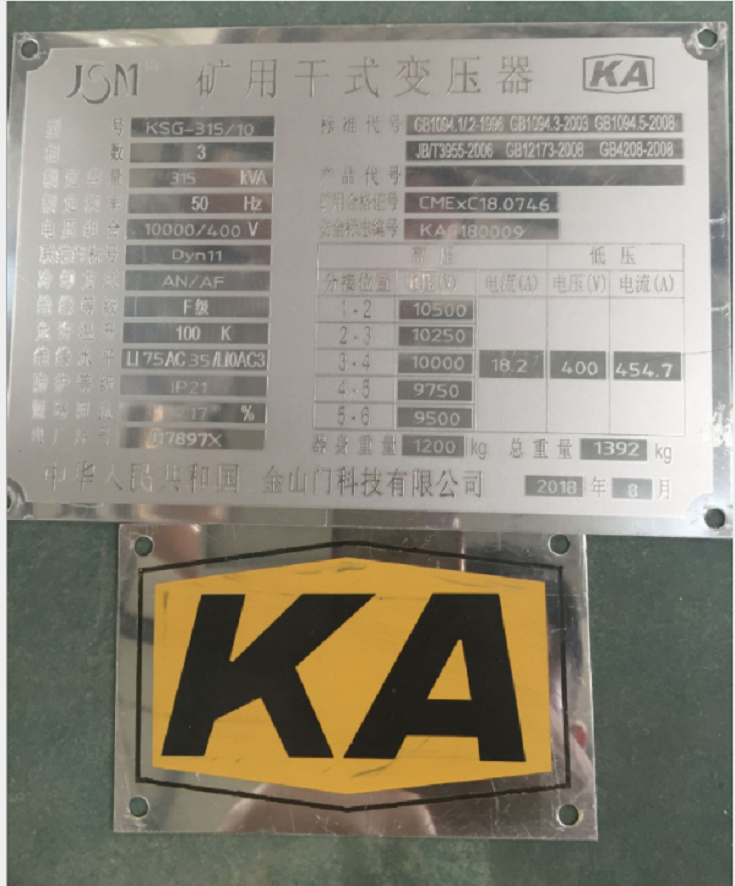 JSM 矿用干式变压器 KA
型号 KSG-315/10
相数 3
额定容量 315 kVA
额定频率 50 Hz
电压组合 10000/400 V
联结组标号 Dyn11
冷却方式 AN/AF
绝缘等级 F级
允许温升 100 K
绝缘水平 LI75AC35/LI0AC3
防护等级 IP21
%
出厂序号 7897X
标准代号 GB1094.1/.2-1996 GB1094.3-2003 GB1094.5-2008
JB/T3955-2006 GB12173-2008 GB4208-2008
产品代号
矿用合格证号 CMExC18.0746
安全标志编号 KAA180009
高压 低压
分接位置 电压(V) 电流(A) 电压(V) 电流(A)
1-2 10500
2-3 10250
3-4 10000 18.2 400 454.7
4-5 9750
5-6 9500
器身重量 1200 kg 总重量 1392 kg
中华人民共和国 金山门科技有限公司 2018 年 8 月
KA